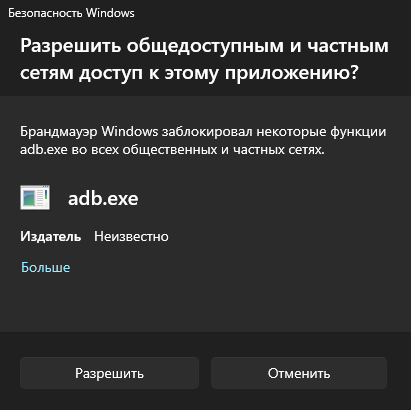 Безопасность Windows
Разрешить общедоступным и частным
сетям доступ к этому приложению?
Брандмауэр Windows заблокировал некоторые функции
adb.exe во всех общественных и частных сетях.
adb.exe
Издатель Неизвестно
Больше
Разрешить Отменить